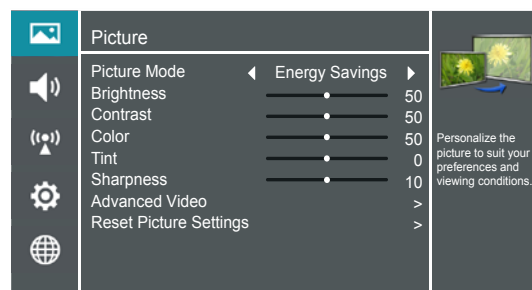 Picture
Picture Mode Energy Savings
Brightness 50
Contrast 50
Color 50
Tint 0
Sharpness 10
Advanced Video >
Reset Picture Settings >
Personalize the
picture to suit your
preferences and
viewing conditions.